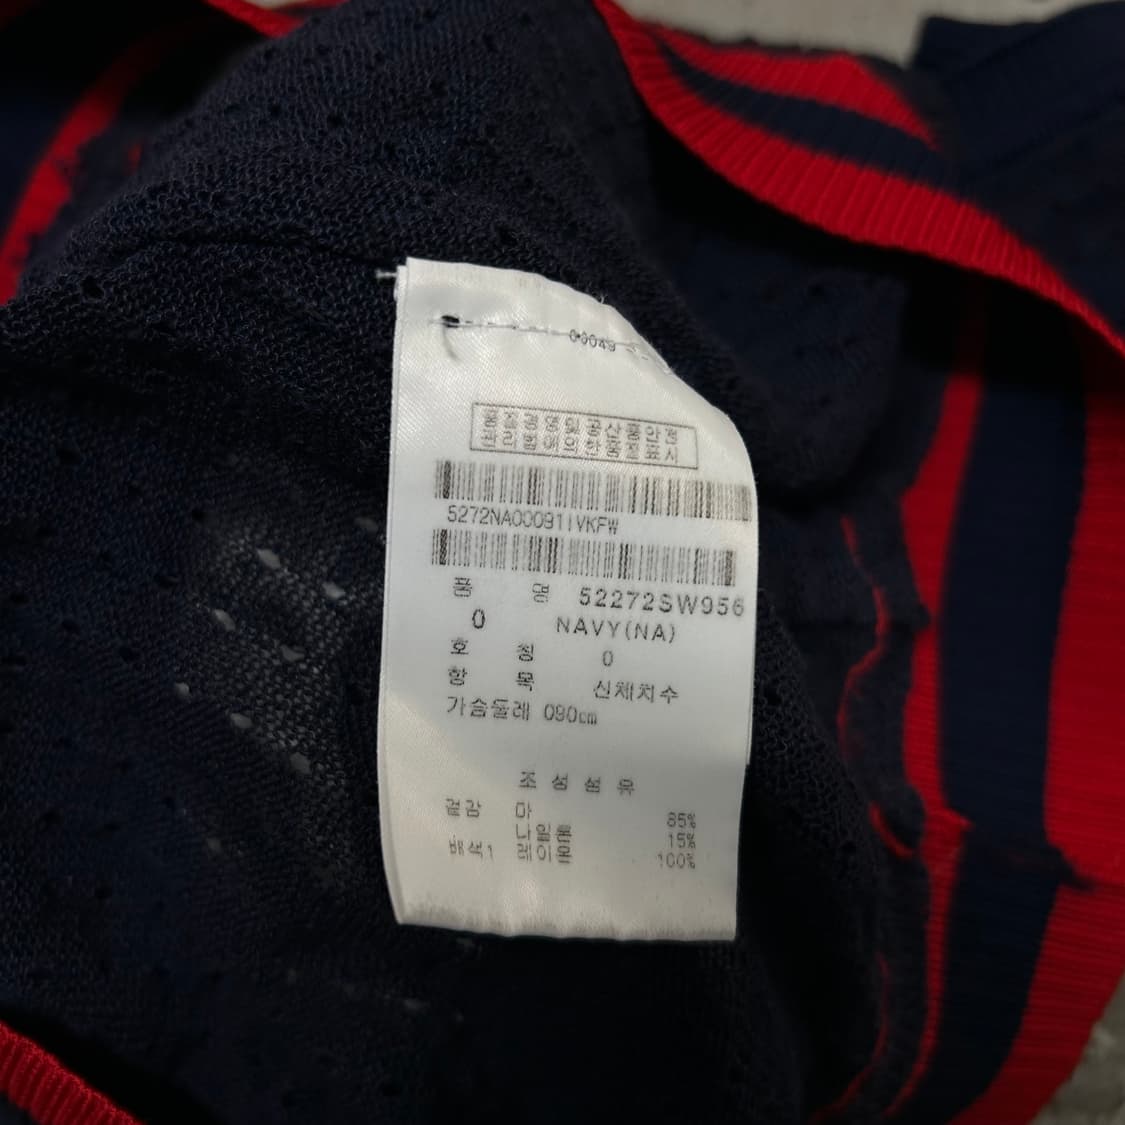 00049
품질경영및공산품안전
관리법에의한품질표시
5272NA000911VKFW
품 명 52272SW956
0 NAVY(NA)
호 칭 0
항 목 신체치수
가슴둘레 090cm
조성섬유
겉감 마 85%
나일론 15%
배색1 레이온 100%